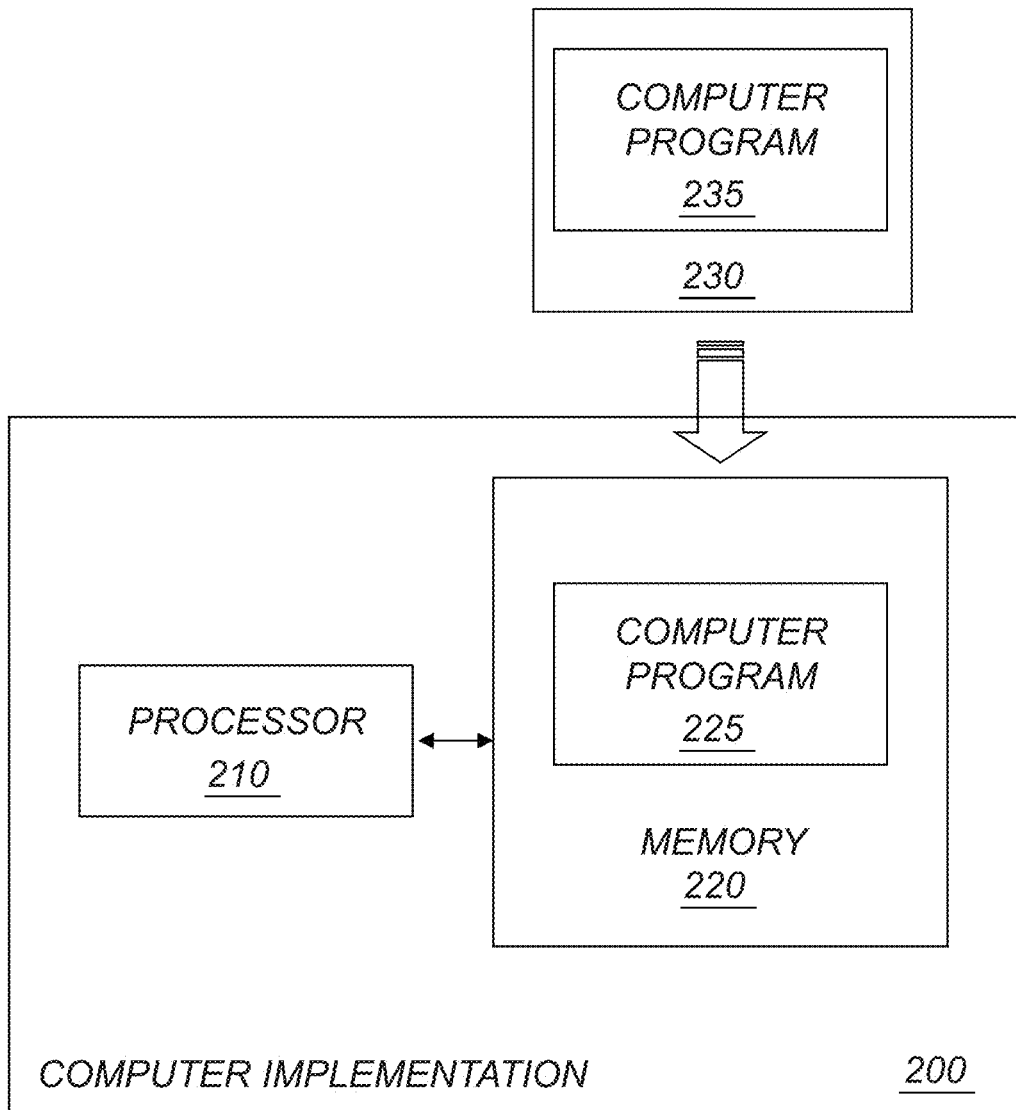 COMPUTER
PROGRAM
235
230
COMPUTER
PROGRAM
225
PROCESSOR
210
MEMORY
220
COMPUTER IMPLEMENTATION 200